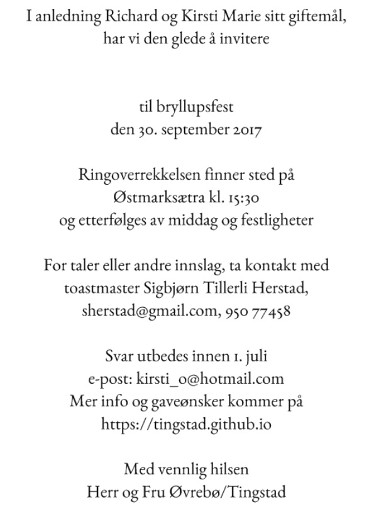 I anledning Richard og Kirsti Marie sitt giftemål,
har vi den glede å invitere
til bryllupsfest
den 30. september 2017
Ringoverrekkelsen finner sted på
Østmarksætra kl. 15:30
og etterfølges av middag og festligheter
For taler eller andre innslag, ta kontakt med
toastmaster Sigbjørn Tillerli Herstad,
sherstad@gmail.com, 950 77458
Svar utbedes innen 1. juli
e-post: kirsti_o@hotmail.com
Mer info og gaveønsker kommer på
https://tingstad.github.io
Med vennlig hilsen
Herr og Fru Øvrebø/Tingstad